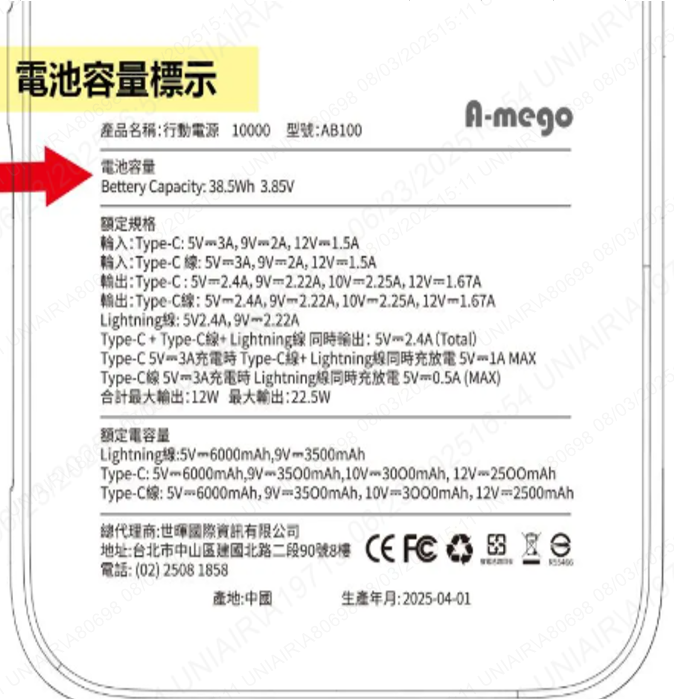 電池容量標示
A-mego
產品名稱:行動電源 10000 型號:AB100
電池容量
Bettery Capacity: 38.5Wh 3.85V
額定規格
輸入:Type-C: 5V⎓3A, 9V⎓2A, 12V⎓1.5A
輸入:Type-C 線: 5V⎓3A, 9V⎓2A, 12V⎓1.5A
輸出:Type-C : 5V⎓2.4A, 9V⎓2.22A, 10V⎓2.25A, 12V⎓1.67A
輸出:Type-C線: 5V⎓2.4A, 9V⎓2.22A, 10V⎓2.25A, 12V⎓1.67A
Lightning線: 5V2.4A, 9V⎓2.22A
Type-C + Type-C線+ Lightning線 同時輸出: 5V⎓2.4A(Total)
Type-C 5V⎓3A充電時 Type-C線+ Lightning線同時充放電 5V⎓1A MAX
Type-C線 5V⎓3A充電時 Lightning線同時充放電 5V⎓0.5A (MAX)
合計最大輸出:12W 最大輸出:22.5W
額定電容量
Lightning線:5V⎓6000mAh,9V⎓3500mAh
Type-C: 5V⎓6000mAh,9V⎓3500mAh,10V⎓3000mAh, 12V⎓2500mAh
Type-C線: 5V⎓6000mAh, 9V⎓3500mAh, 10V⎓3000mAh, 12V⎓2500mAh
總代理商:世暉國際資訊有限公司
地址:台北市中山區建國北路二段90號8樓
電話: (02) 2508 1858
CE FC
R53466
產地:中國 生產年月:2025-04-01